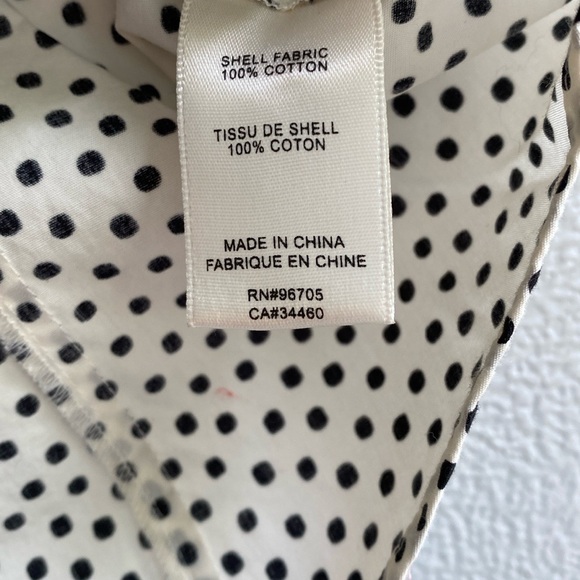 SHELL FABRIC
100% COTTON
TISSU DE SHELL
100% COTON
MADE IN CHINA
FABRIQUE EN CHINE
RN#96705
CA#34460